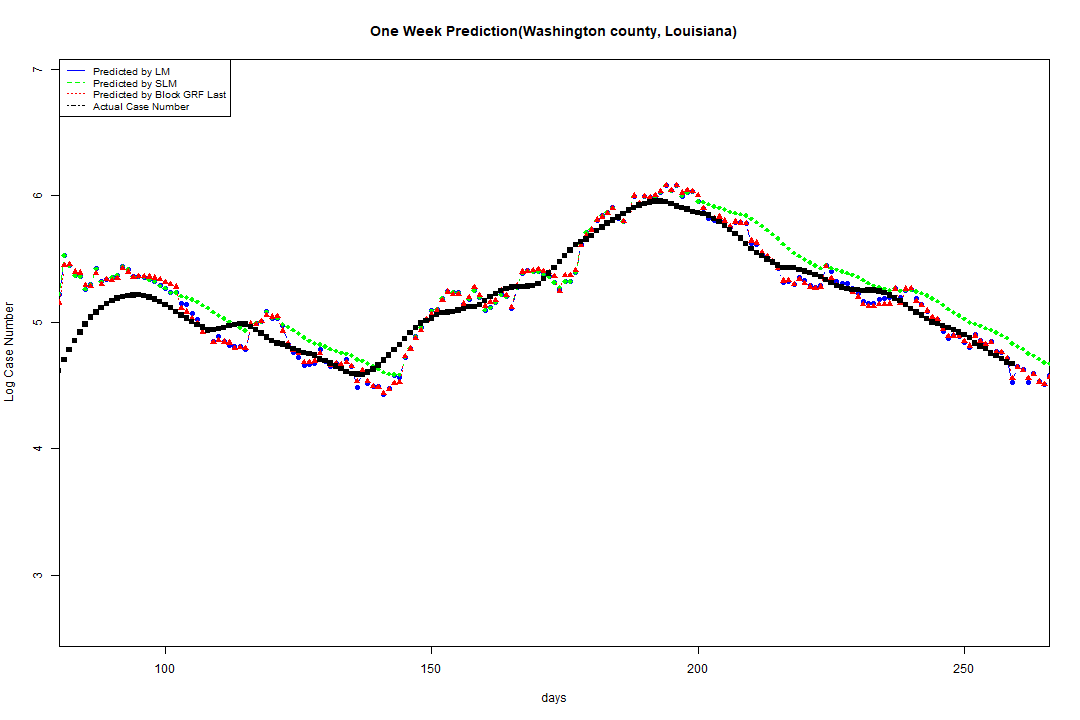 One Week Prediction(Washington county, Louisiana)
Predicted by LM
Predicted by SLM
Predicted by Block GRF Last
Actual Case Number
7
6
5
4
3
Log Case Number
100 150 200 250
days